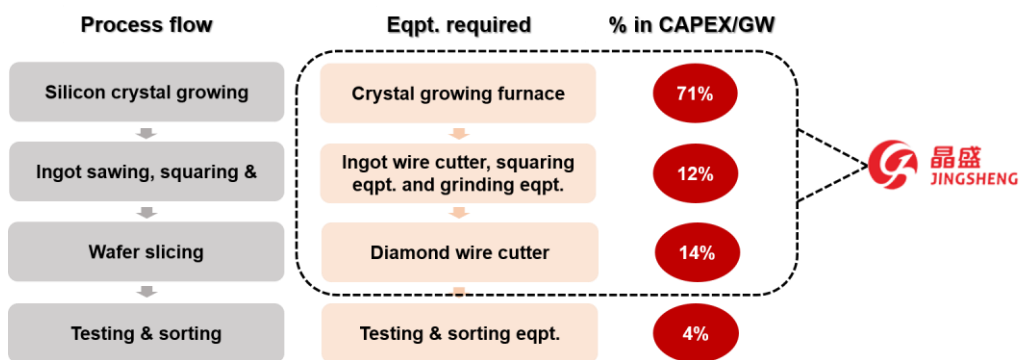 Process flow
Eqpt. required
% in CAPEX/GW
Silicon crystal growing
Crystal growing furnace
71%
Ingot sawing, squaring &
Ingot wire cutter, squaring
eqpt. and grinding eqpt.
12%
晶盛
JINGSHENG
Wafer slicing
Diamond wire cutter
14%
Testing & sorting
Testing & sorting eqpt.
4%